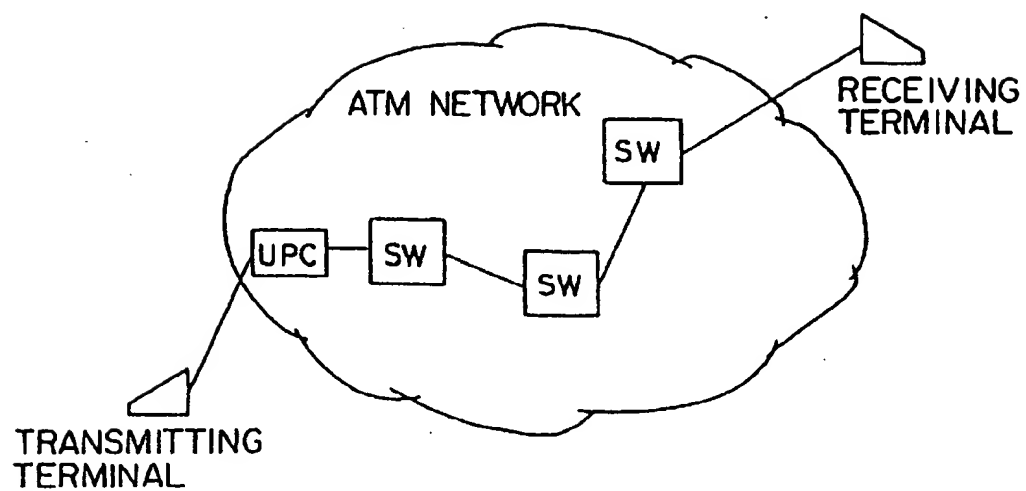 ATM NETWORK
RECEIVING
TERMINAL
SW
UPC
SW
SW
TRANSMITTING
TERMINAL